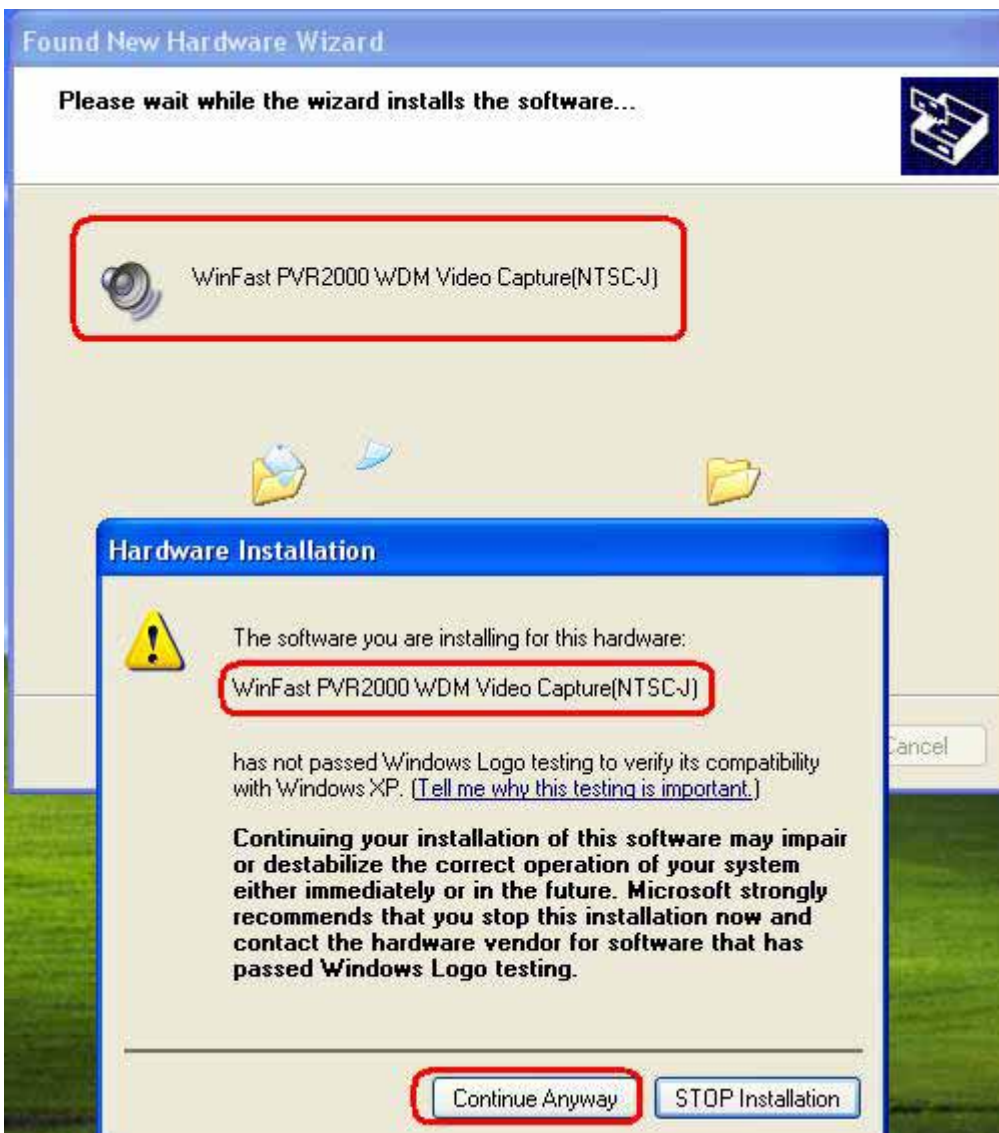 Found New Hardware Wizard
Please wait while the wizard installs the software...
WinFast PVR2000 WDM Video Capture(NTSC-J)
Hardware Installation
The software you are installing for this hardware:
WinFast PVR2000 WDM Video Capture(NTSC-J)
has not passed Windows Logo testing to verify its compatibility
with Windows XP. (Tell me why this testing is important.)
Continuing your installation of this software may impair
or destabilize the correct operation of your system
either immediately or in the future. Microsoft strongly
recommends that you stop this installation now and
contact the hardware vendor for software that has
passed Windows Logo testing.
Cancel
Continue Anyway
STOP Installation